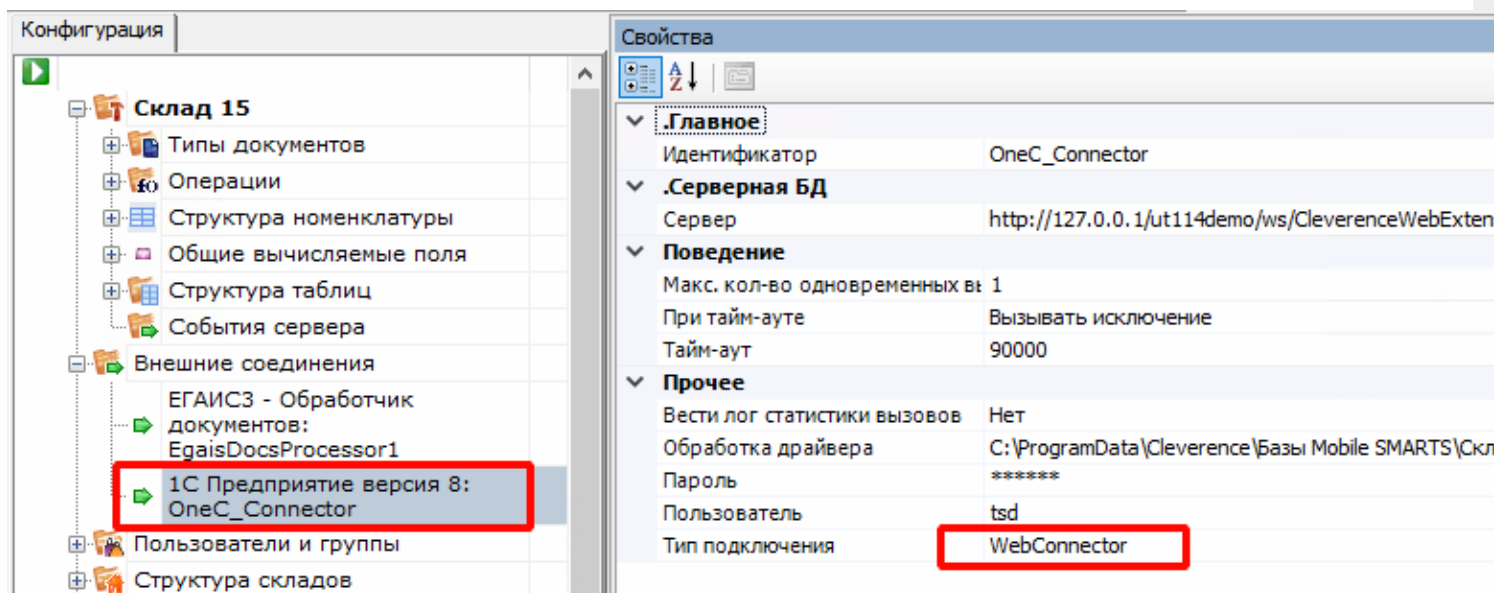 Конфигурация
Склад 15
Типы документов
Операции
Структура номенклатуры
Общие вычисляемые поля
Структура таблиц
События сервера
Внешние соединения
ЕГАИС3 - Обработчик
документов:
EgaisDocsProcessor1
1С Предприятие версия 8:
OneC_Connector
Пользователи и группы
Структура складов
Свойства
.Главное
Идентификатор OneC_Connector
.Серверная БД
Сервер http://127.0.0.1/ut114demo/ws/CleverenceWebExten
Поведение
Макс. кол-во одновременных вы 1
При тайм-ауте Вызывать исключение
Тайм-аут 90000
Прочее
Вести лог статистики вызовов Нет
Обработка драйвера C:\ProgramData\Cleverence\Базы Mobile SMARTS\Скл
Пароль ******
Пользователь tsd
Тип подключения WebConnector